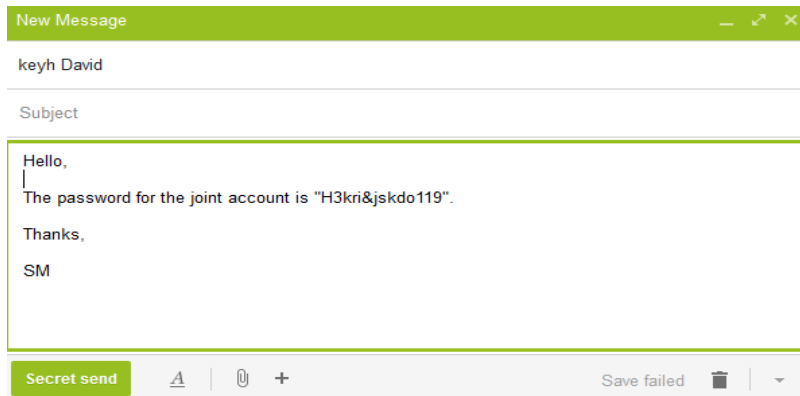 New Message
keyh David
Subject
Hello,
The password for the joint account is "H3kri&jskdo119".
Thanks,
SM
Secret send A Save failed